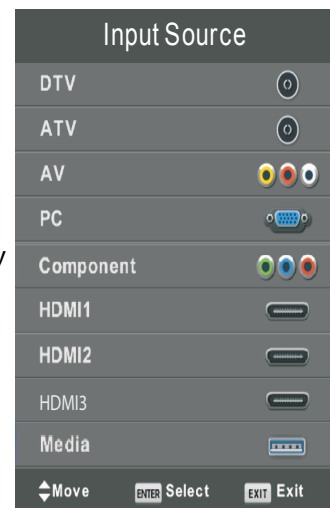 Input Source
DTV
ATV
AV
PC
Component
HDMI1
HDMI2
HDMI3
Media
Move ENTER Select EXIT Exit